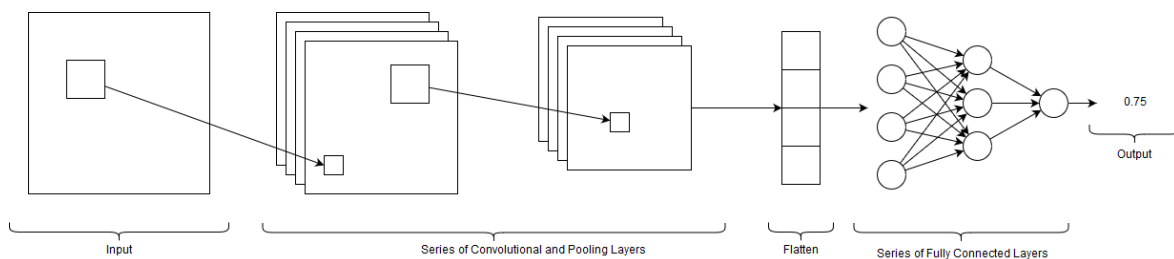 0.75
Output
Input
Series of Convolutional and Pooling Layers
Flatten
Series of Fully Connected Layers